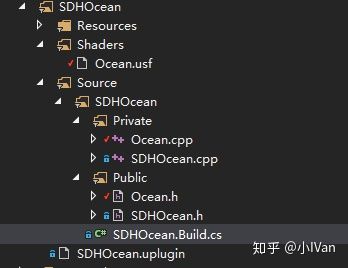 SDHOcean
Resources
Shaders
Ocean.usf
Source
SDHOcean
Private
Ocean.cpp
SDHOcean.cpp
Public
Ocean.h
SDHOcean.h
SDHOcean.Build.cs
SDHOcean.uplugin
知乎 @小IVan